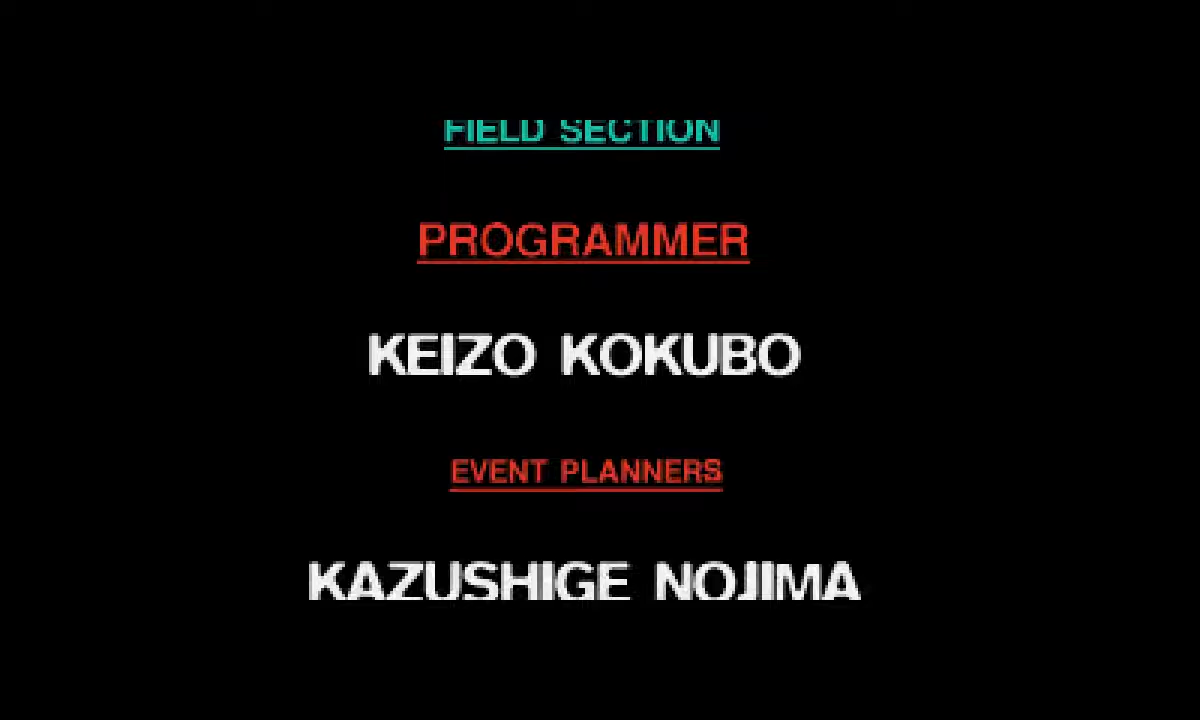 FIELD SECTION
PROGRAMMER
KEIZO KOKUBO
EVENT PLANNERS
KAZUSHIGE NOJIMA